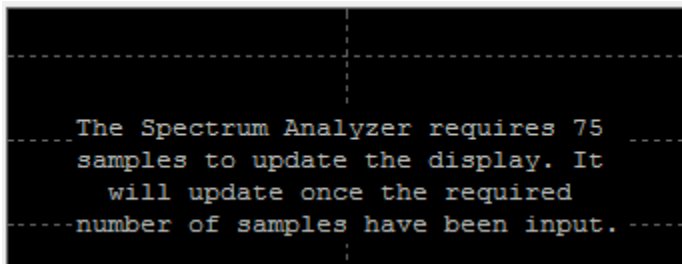 The Spectrum Analyzer requires 75
samples to update the display. It
will update once the required
number of samples have been input.